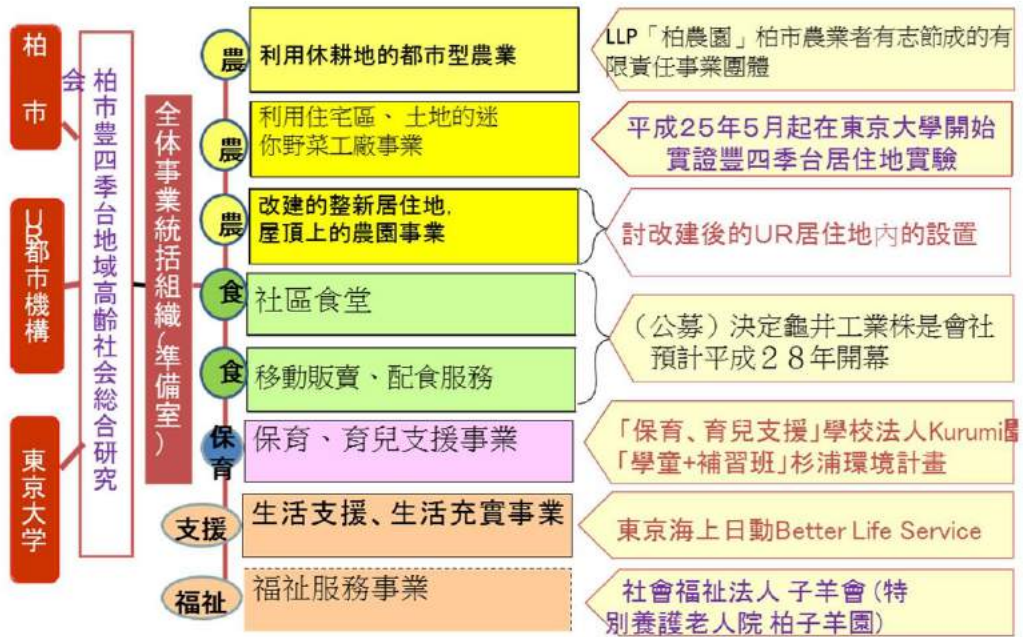 柏市
UR都市機構
東京大学
柏市豊四季台地域高齢社会総合研究
会
全体事業統括組織(準備室)
農
利用休耕地的都市型農業
LLP「柏農園」柏市農業者有志節成的有
限責任事業團體
農
利用住宅區、土地的迷
你野菜工廠事業
平成25年5月起在東京大學開始
實證豐四季台居住地實驗
農
改建的整新居住地,
屋頂上的農園事業
討改建後的UR居住地內的設置
食
社區食堂
食
移動販賣、配食服務
(公募)決定龜井工業株是會社
預計平成28年開幕
保育
保育、育兒支援事業
「保育、育兒支援」學校法人Kurumi園
「學童+補習班」杉浦環境計畫
支援
生活支援、生活充實事業
東京海上日動Better Life Service
福祉
福祉服務事業
社會福祉法人 子羊會(特
別養護老人院 柏子羊園)